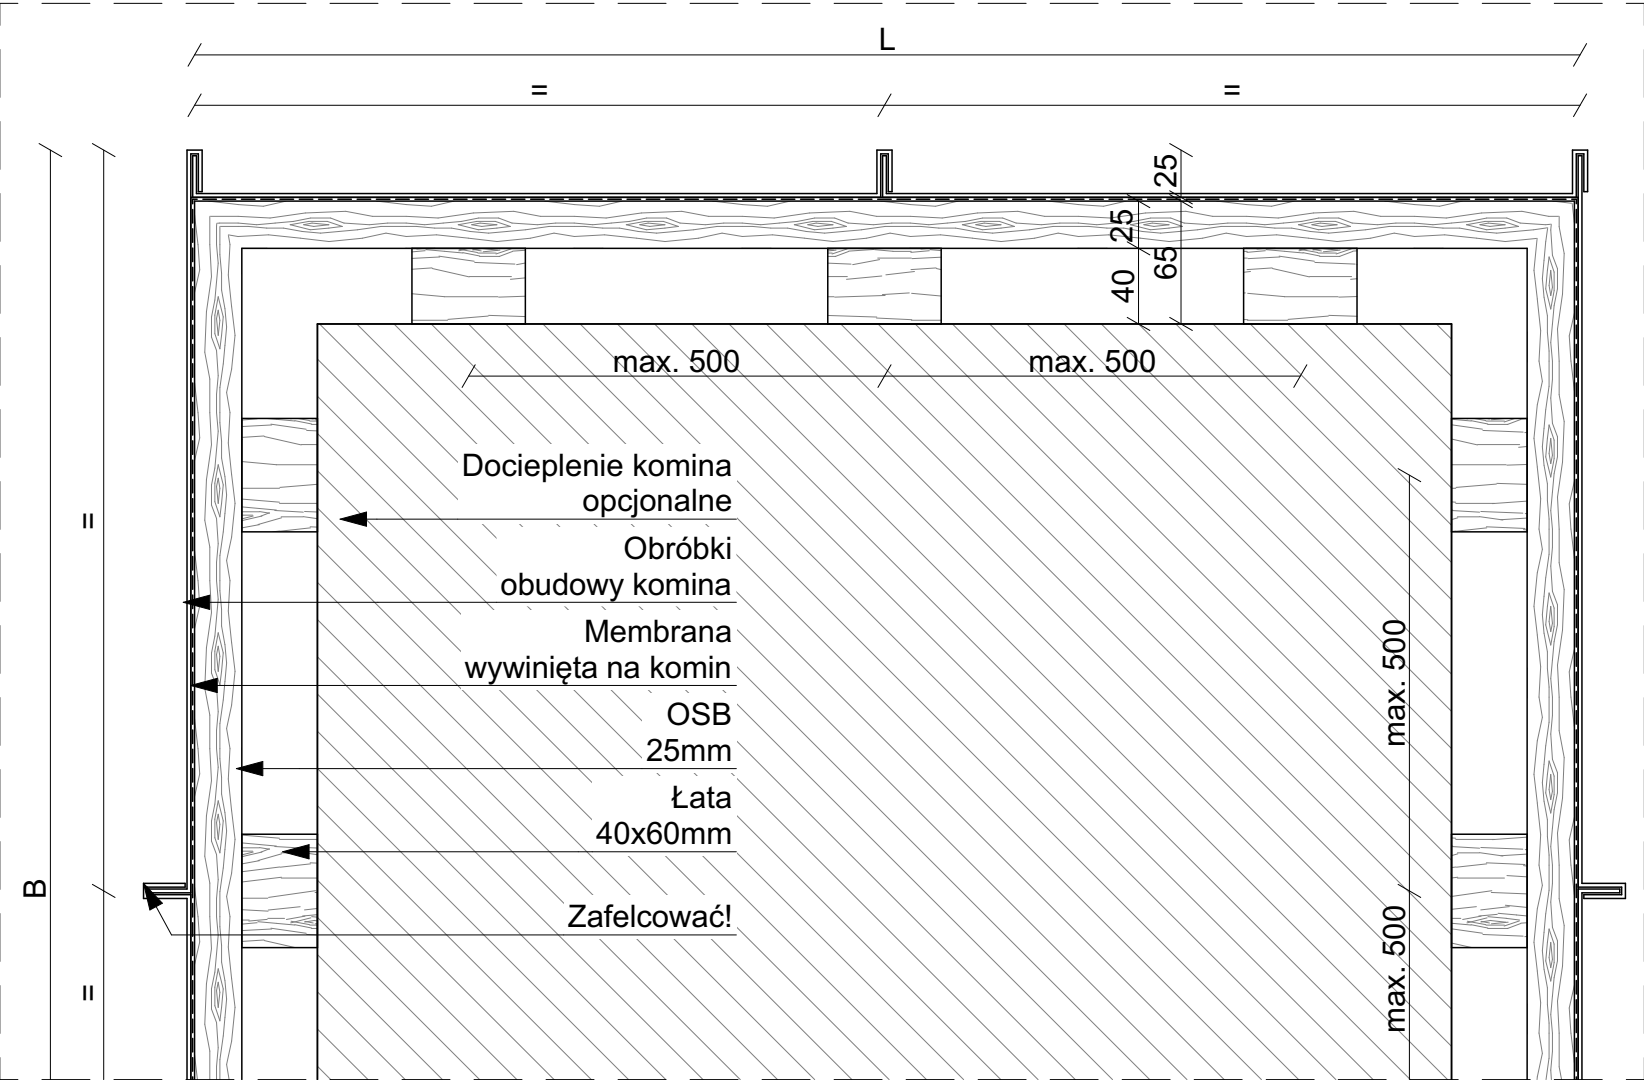 L
=
=
25
25
65
40
max. 500
max. 500
Docieplenie komina
opcjonalne
Obróbki
obudowy komina
Membrana
wywinięta na komin
OSB
25mm
Łata
40x60mm
Zafelcować!
=
B
=
max. 500
max. 500